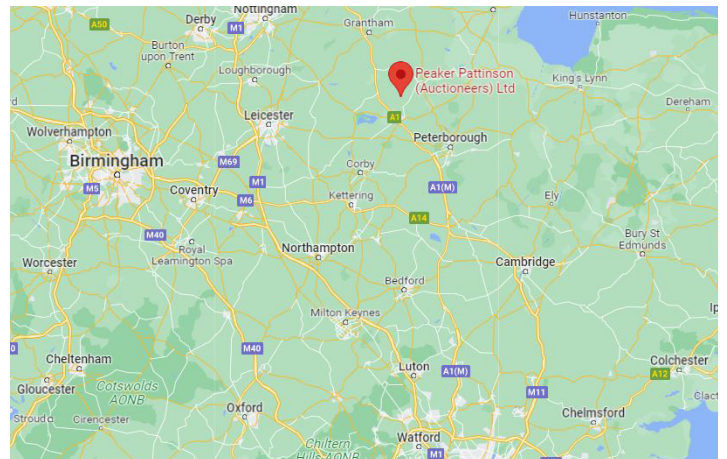 Nottingham
Hunstanton
A50
Derby
M1
Grantham
Burton
upon Trent
Loughborough
Peaker Pattinson
(Auctioneers) Ltd
King's Lynn
Dereham
Leicester
A1
Wolverhampton
Peterborough
Birmingham
M69
Corby
M5
Coventry
M1
Kettering
A1(M)
Ely
M6
A14
Bury St
Edmunds
M40
Royal
Leamington Spa
Northampton
Worcester
Cambridge
Bedford
Milton Keynes
Ip
M40
Cheltenham
Luton
A1(M)
Colchester
A12
M11
Gloucester
Cotswolds
AONB
Clact
Stroud
Cirencester
Oxford
Chelmsford
Chiltern
Hills AONB
Watford
M1